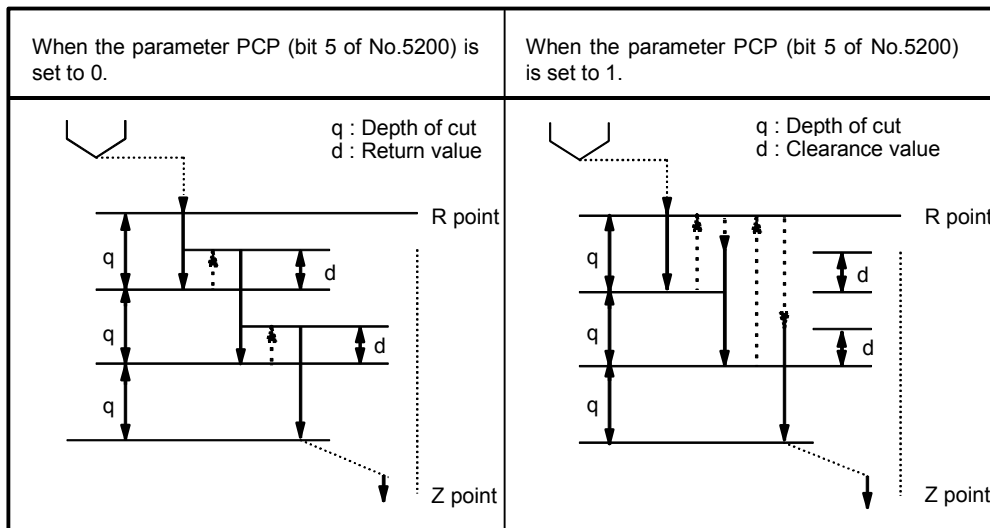 When the parameter PCP (bit 5 of No.5200) is
set to 0.
When the parameter PCP (bit 5 of No.5200)
is set to 1.
q : Depth of cut
d : Return value
R point
q
d
q
d
q
Z point
q : Depth of cut
d : Clearance value
R point
q
d
q
d
q
Z point